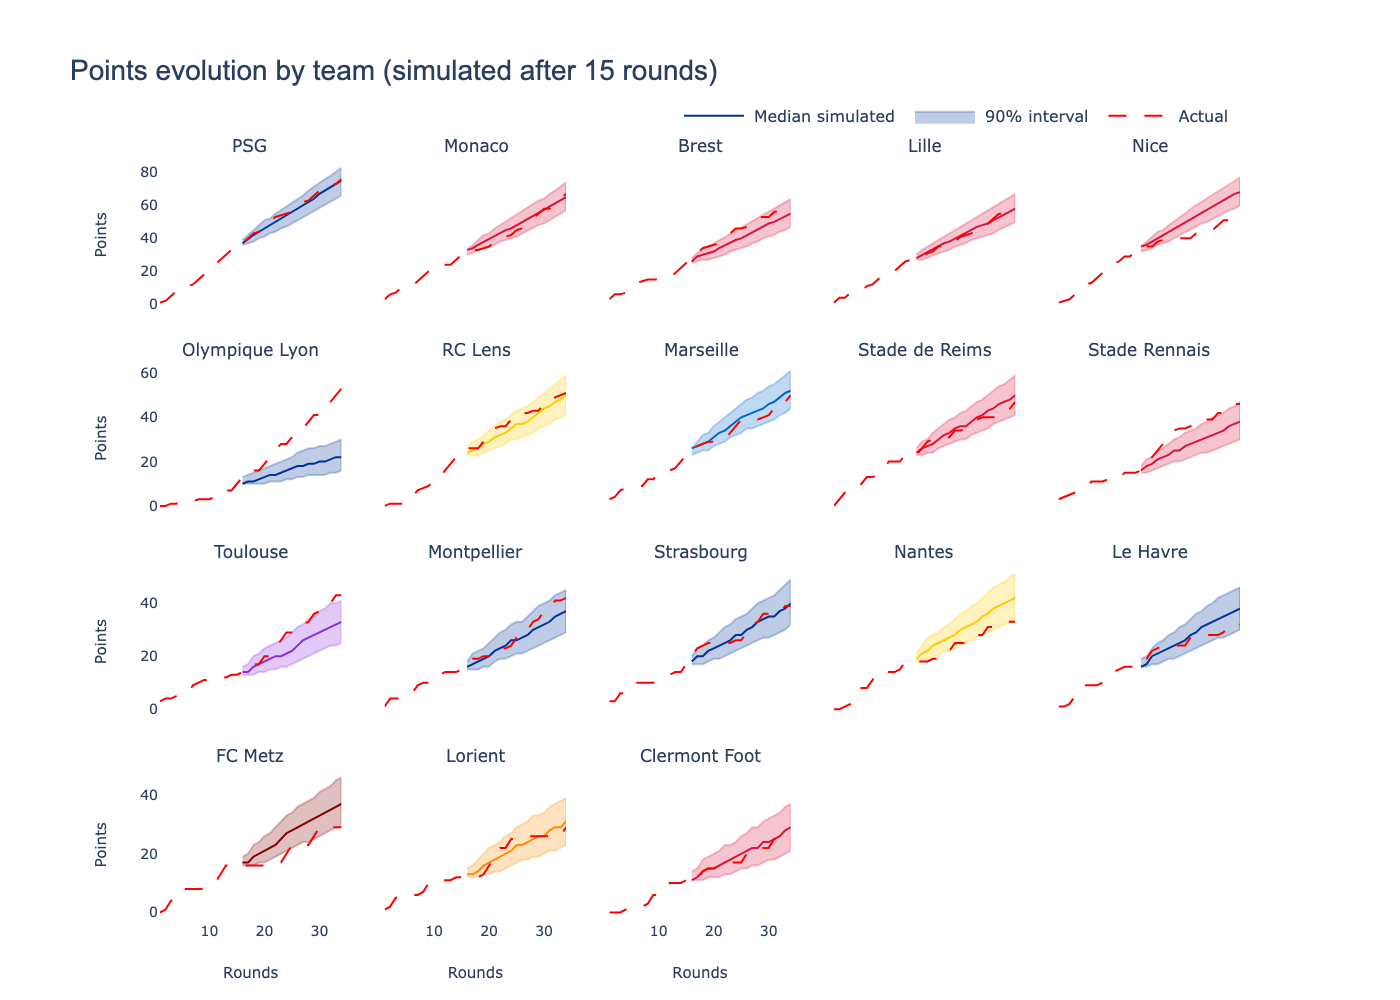 Points evolution by team (simulated after 15 rounds)
Median simulated 90% interval Actual
PSG Monaco Brest Lille Nice
80
60
40
20
0
Points
Olympique Lyon RC Lens Marseille Stade de Reims Stade Rennais
60
40
20
0
Points
Toulouse Montpellier Strasbourg Nantes Le Havre
40
20
0
Points
FC Metz Lorient Clermont Foot
40
20
0
Points
10 20 30 10 20 30 10 20 30
Rounds Rounds Rounds